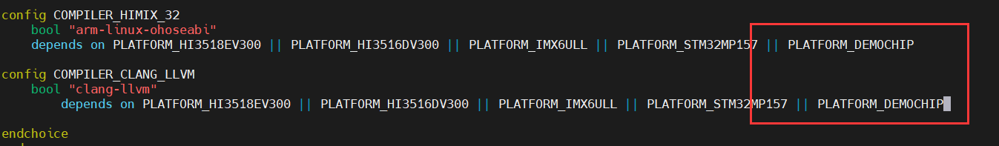 config COMPILER_HIMIX_32
bool "arm-linux-ohoseabi"
depends on PLATFORM_HI3518EV300 || PLATFORM_HI3516DV300 || PLATFORM_IMX6ULL || PLATFORM_STM32MP157 || PLATFORM_DEMOCHIP
config COMPILER_CLANG_LLVM
bool "clang-llvm"
depends on PLATFORM_HI3518EV300 || PLATFORM_HI3516DV300 || PLATFORM_IMX6ULL || PLATFORM_STM32MP157 || PLATFORM_DEMOCHIP
endchoice